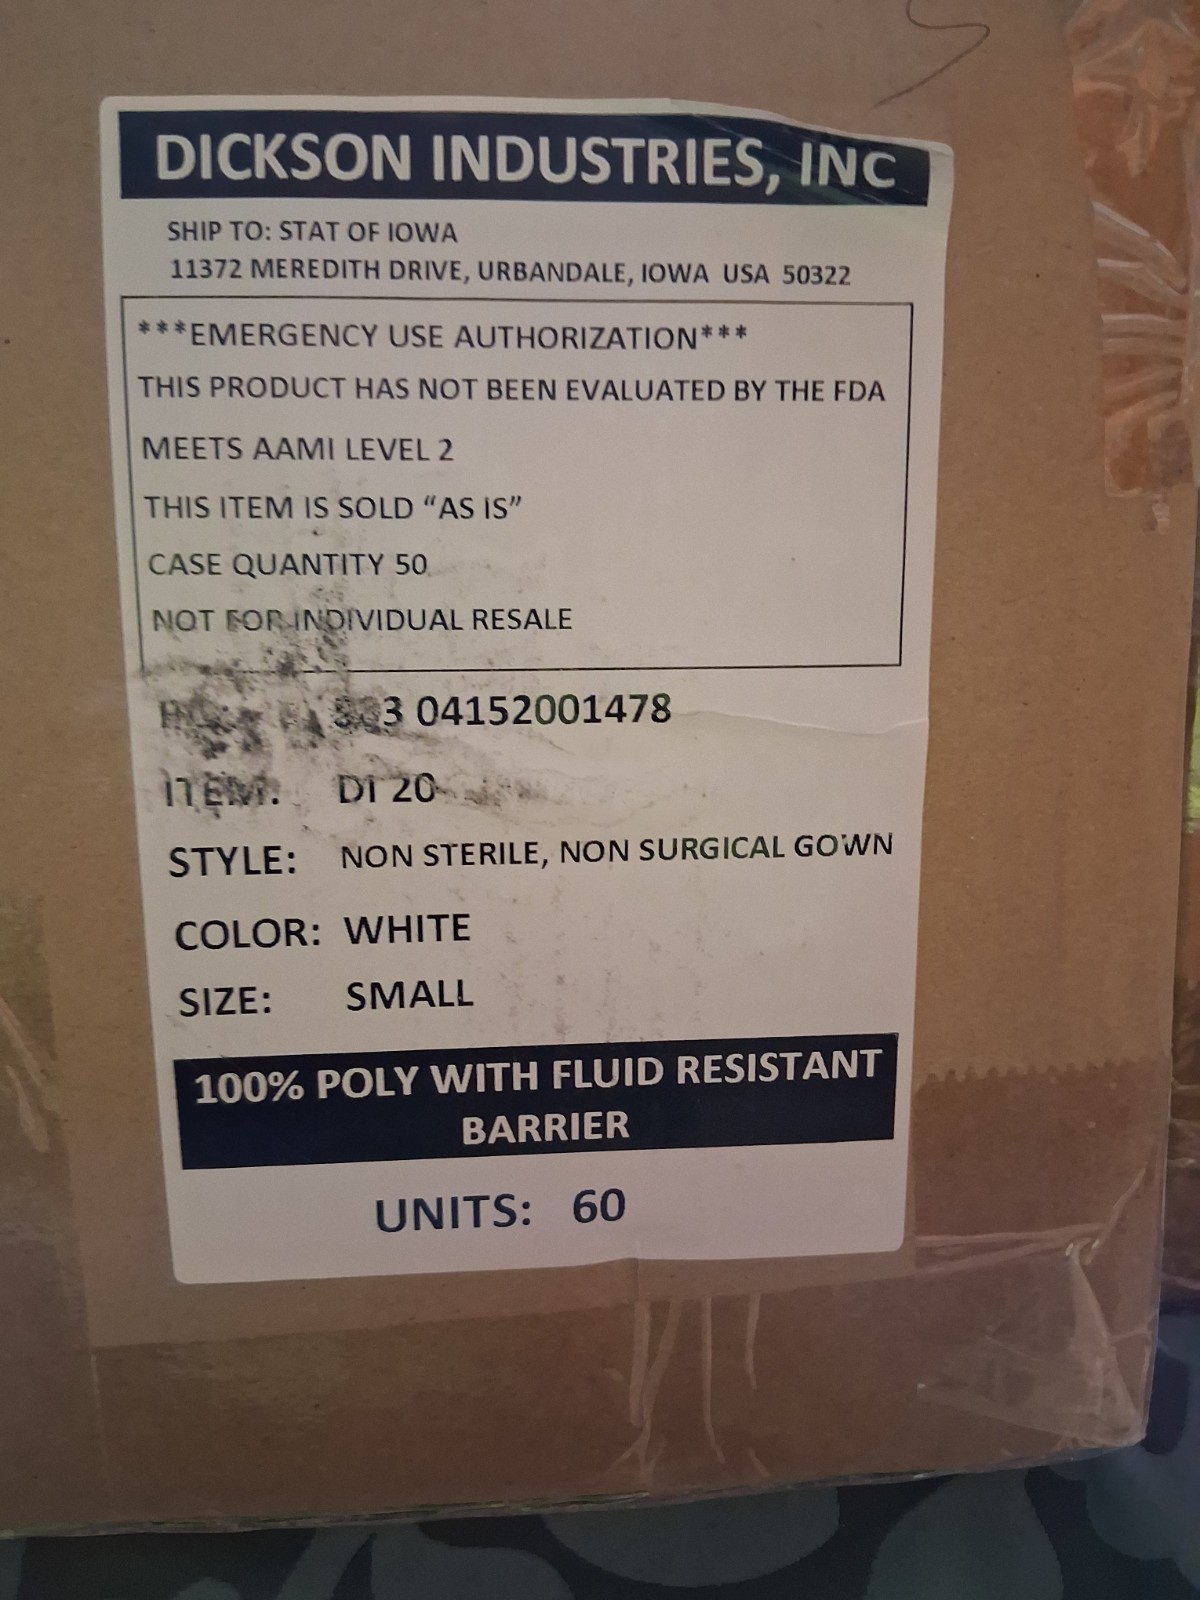 DICKSON INDUSTRIES, INC
SHIP TO: STAT OF IOWA
11372 MEREDITH DRIVE, URBANDALE, IOWA USA 50322
***EMERGENCY USE AUTHORIZATION***
THIS PRODUCT HAS NOT BEEN EVALUATED BY THE FDA
MEETS AAMI LEVEL 2
THIS ITEM IS SOLD “AS IS”
CASE QUANTITY 50
NOT FOR INDIVIDUAL RESALE
04152001478
ITEM: DI 20
STYLE: NON STERILE, NON SURGICAL GOWN
COLOR: WHITE
SIZE: SMALL
100% POLY WITH FLUID RESISTANT
BARRIER
UNITS: 60